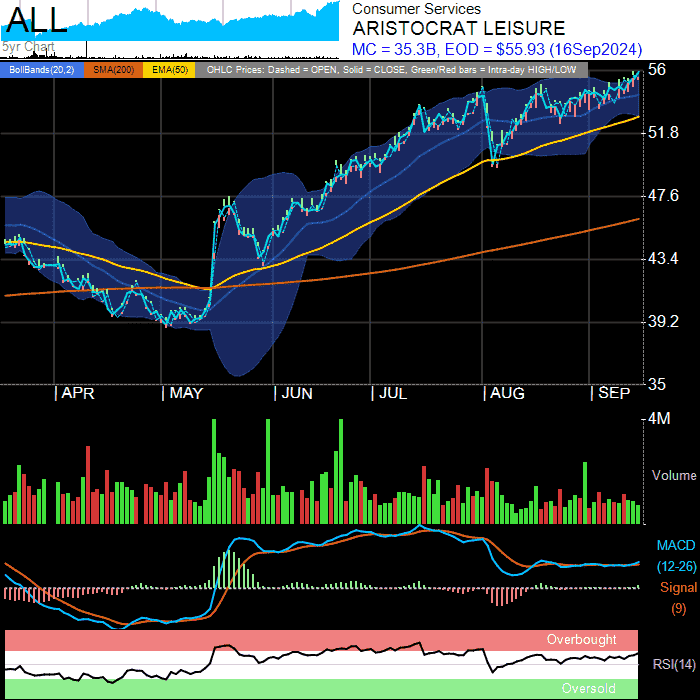 ALL
5yr Chart
Consumer Services
ARISTOCRAT LEISURE
MC = 35.3B, EOD = $55.93 (16Sep2024)
BollBands(20,2) SMA(200) EMA(50) OHLC Prices: Dashed = OPEN, Solid = CLOSE, Green/Red bars = Intra-day HIGH/LOW
56
51.8
47.6
43.4
39.2
35
| APR | MAY | JUN | JUL | AUG | SEP
4M
Volume
MACD
(12-26)
Signal
(9)
Overbought
RSI(14)
Oversold